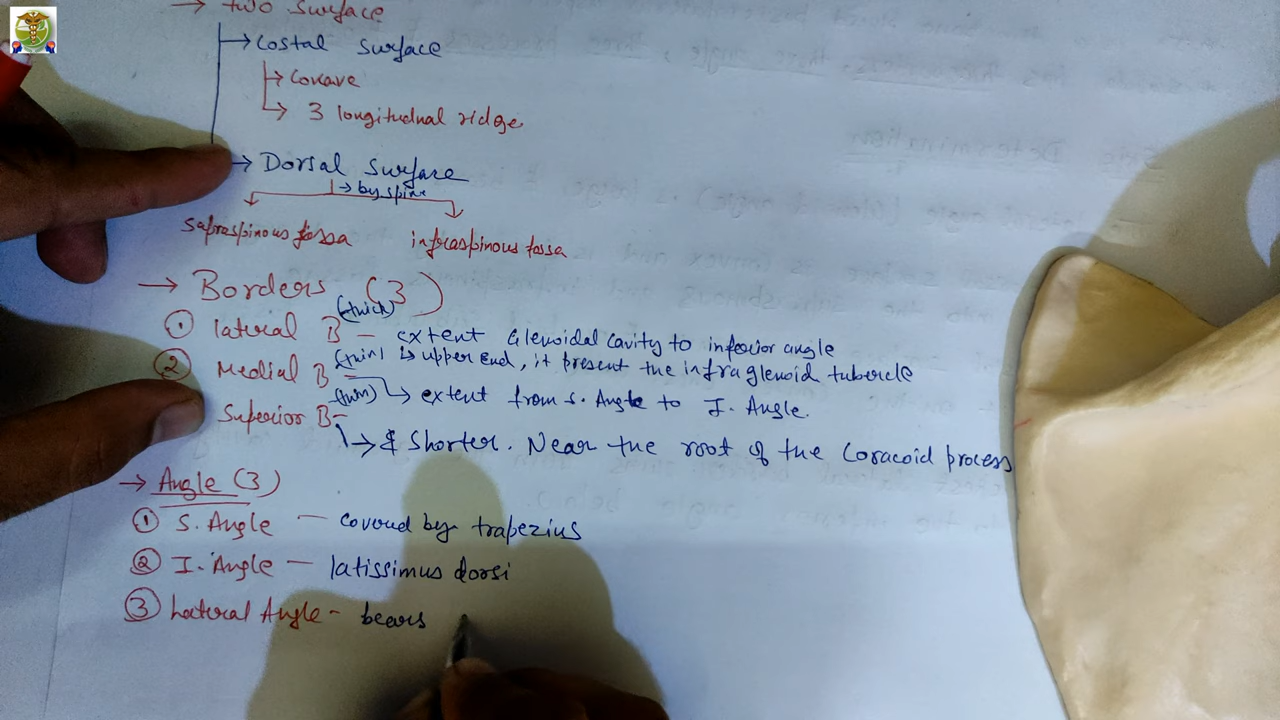 → two surface
→ Costal surface
→ Concave
→ 3 longitudnal ridge
→ Dorsal surface
→ by spine
Supraspinous fossa infraspinous fossa
→ Borders (3)
① lateral B (thick) – extent Glenoidal cavity to inferior angle
↳ upper end, it present the infraglenoid tubercle
② Medial B (thin) ↳ extent from S. Angle to I. Angle.
Superior B – (thin)
→ & Shorter. Near the root of the Coracoid process
→ Angle (3)
① S. Angle — covered by trapezius
② I. Angle — latissimus dorsi
③ Lateral Angle – bears